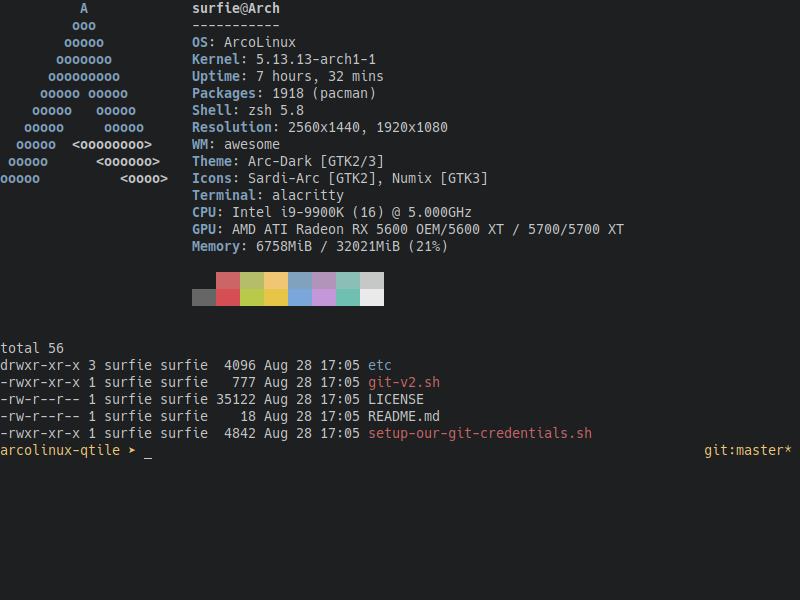 A surfie@Arch
ooo -----------
ooooo OS: ArcoLinux
ooooooo Kernel: 5.13.13-arch1-1
ooooooooo Uptime: 7 hours, 32 mins
ooooo ooooo Packages: 1918 (pacman)
ooooo ooooo Shell: zsh 5.8
ooooo ooooo Resolution: 2560x1440, 1920x1080
ooooo <oooooooo> WM: awesome
ooooo <oooooo> Theme: Arc-Dark [GTK2/3]
ooooo <oooo> Icons: Sardi-Arc [GTK2], Numix [GTK3]
Terminal: alacritty
CPU: Intel i9-9900K (16) @ 5.000GHz
GPU: AMD ATI Radeon RX 5600 OEM/5600 XT / 5700/5700 XT
Memory: 6758MiB / 32021MiB (21%)
total 56
drwxr-xr-x 3 surfie surfie 4096 Aug 28 17:05 etc
-rwxr-xr-x 1 surfie surfie 777 Aug 28 17:05 git-v2.sh
-rw-r--r-- 1 surfie surfie 35122 Aug 28 17:05 LICENSE
-rw-r--r-- 1 surfie surfie 18 Aug 28 17:05 README.md
-rwxr-xr-x 1 surfie surfie 4842 Aug 28 17:05 setup-our-git-credentials.sh
arcolinux-qtile ➤ _ git:master*